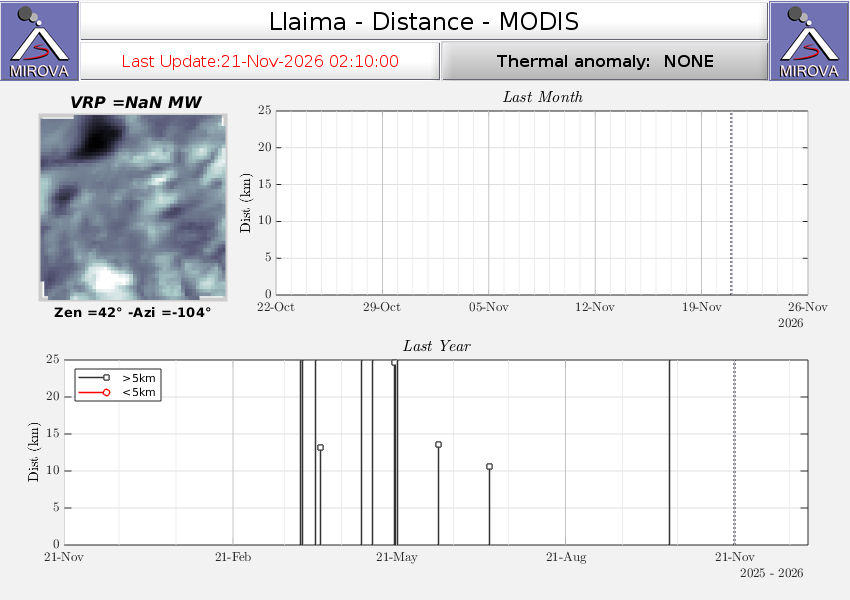 Llaima - Distance - MODIS
MIROVA
Last Update:21-Nov-2026 02:10:00
Thermal anomaly: NONE
MIROVA
VRP =NaN MW
Zen =42° -Azi =-104°
Last Month
Dist (km)
25
20
15
10
5
0
22-Oct
29-Oct
05-Nov
12-Nov
19-Nov
26-Nov
2026
Last Year
Dist (km)
25
20
15
10
5
0
>5km
<5km
21-Nov
21-Feb
21-May
21-Aug
21-Nov
2025 - 2026